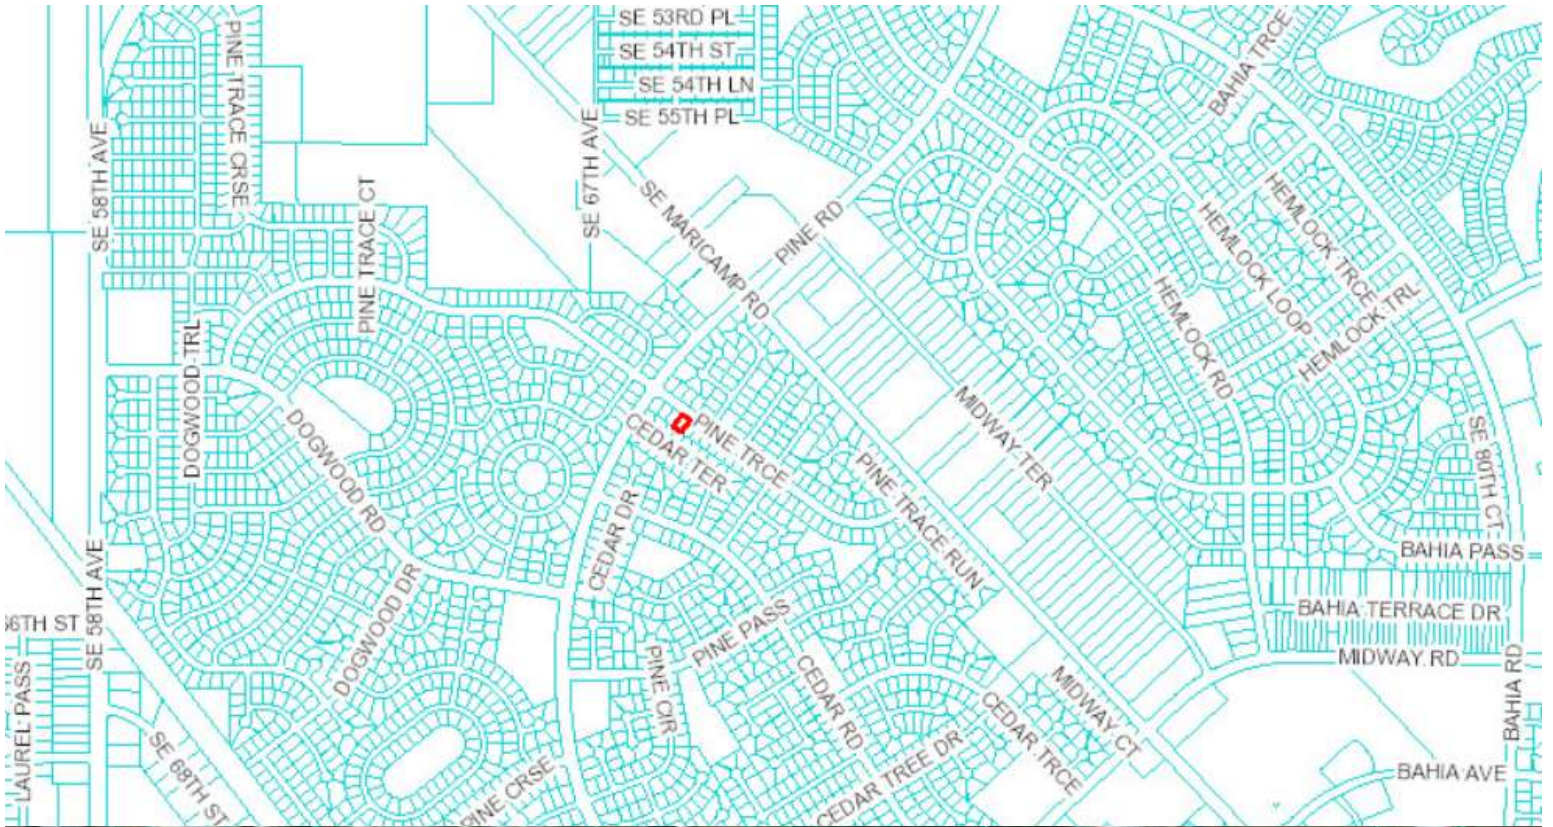 SE 53RD PL
SE 54TH ST
SE 54TH LN
SE 55TH PL
PINE TRACE CRSE
BAHIA TRCE
SE 58TH AVE
SE 67TH AVE
PINE TRACE CT
SE MARICAMP RD
PINE RD
HEMLOCK TRCE
HEMLOCK LOOP
HEMLOCK RD
HEMLOCK TRL
DOGWOOD TRL
DOGWOOD RD
CEDAR TER
PINE TRCE
MIDWAY TER
SE 80TH CT
PINE TRACE RUN
CEDAR DR
BAHIA PASS
SE 58TH AVE
DOGWOOD DR
BAHIA TERRACE DR
66TH ST
PINE PASS
MIDWAY RD
LAUREL PASS
PINE CIR
CEDAR RD
CEDAR TRCE
MIDWAY CT
BAHIA RD
SE 68TH ST
PINE CRSE
CEDAR TREE DR
BAHIA AVE